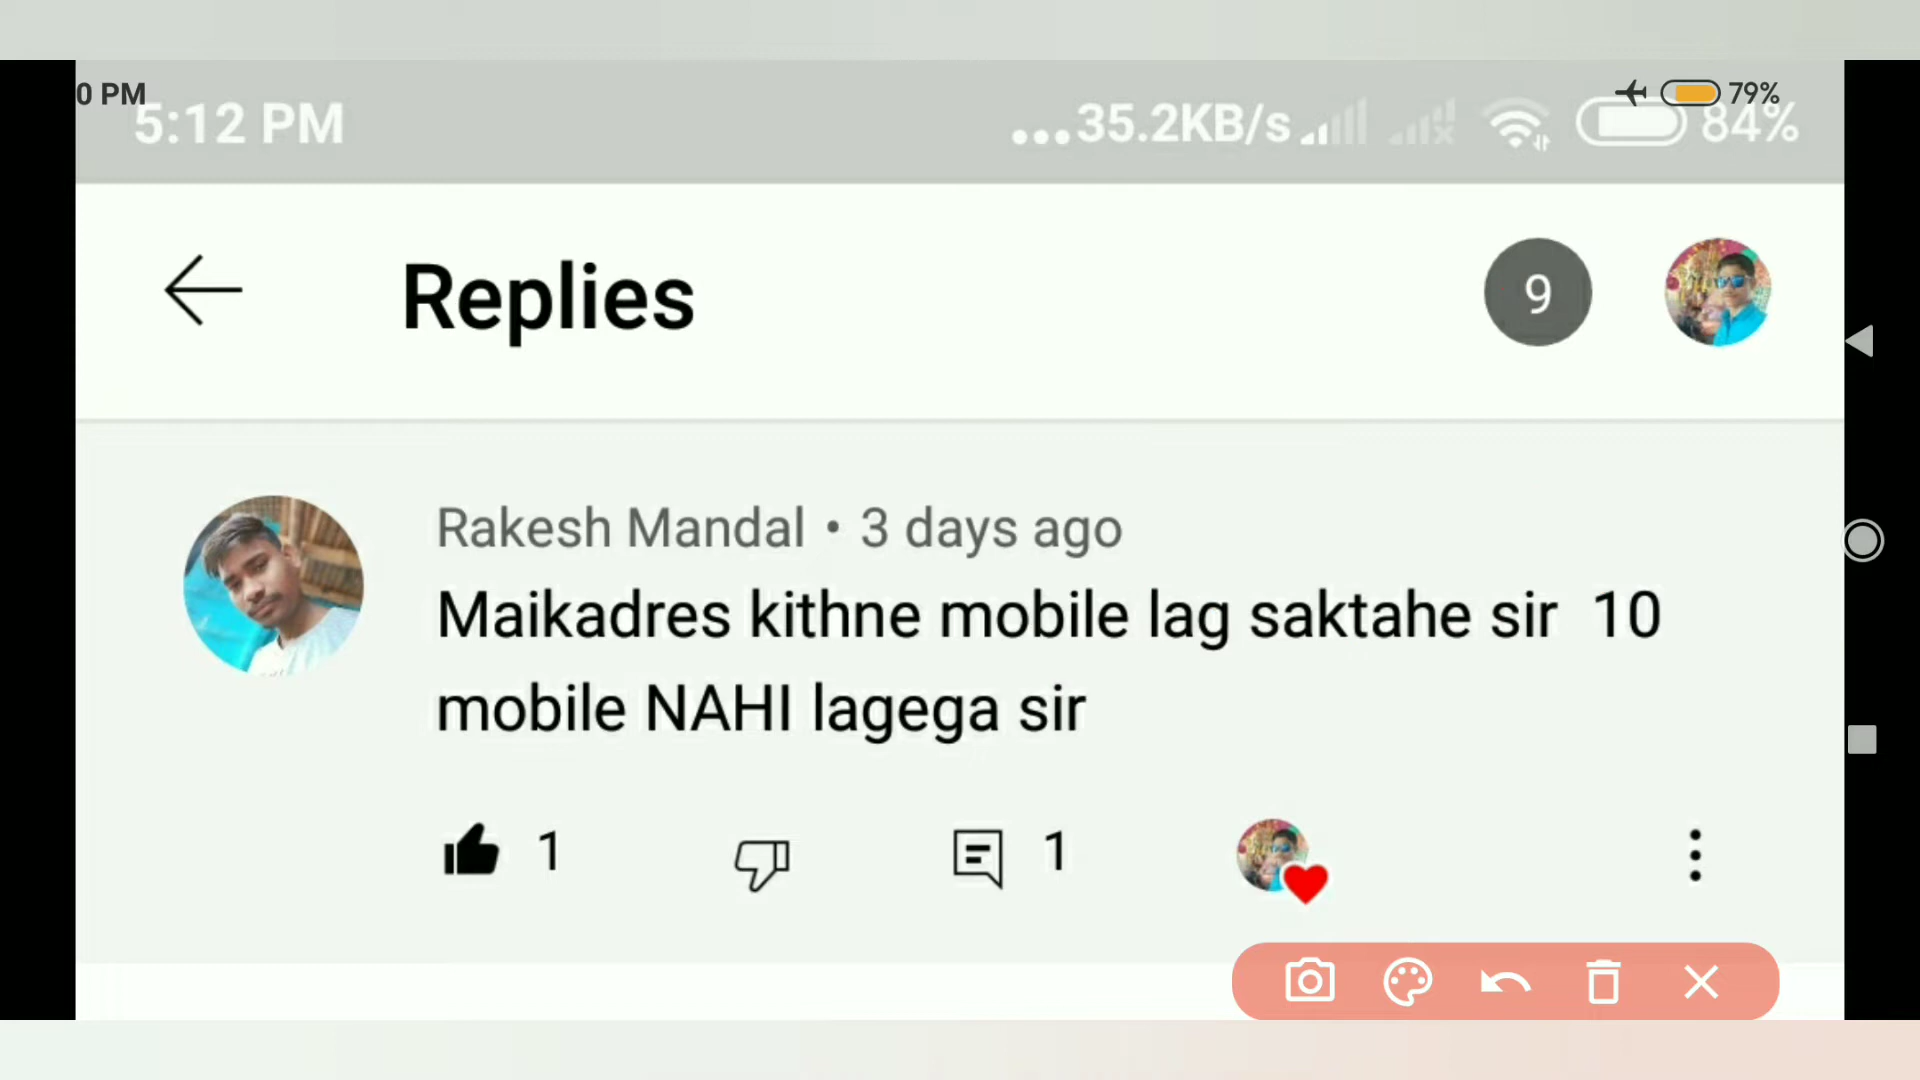 0 PM
79%
5:12 PM
...35.2KB/s
84%
Replies
9
Rakesh Mandal • 3 days ago
Maikadres kithne mobile lag saktahe sir 10
mobile NAHI lagega sir
1
1